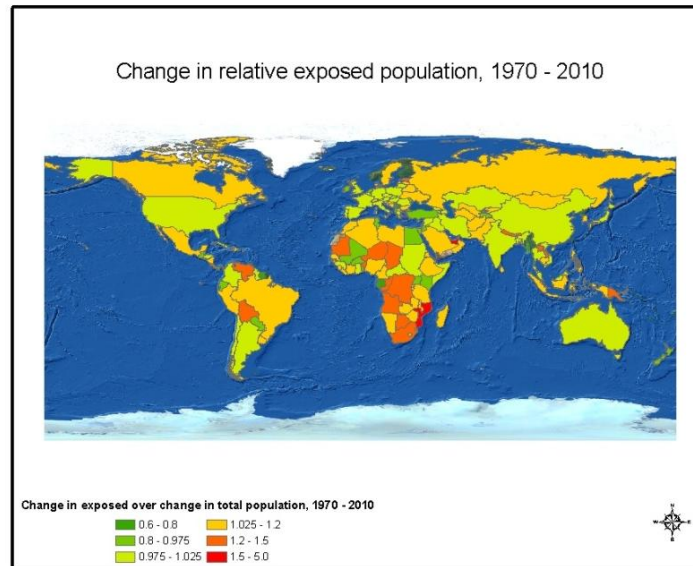 Change in relative exposed population, 1970 - 2010
Change in exposed over change in total population, 1970 - 2010
0.6 - 0.8
0.8 - 0.975
0.975 - 1.025
1.025 - 1.2
1.2 - 1.5
1.5 - 5.0
N
W
E
S